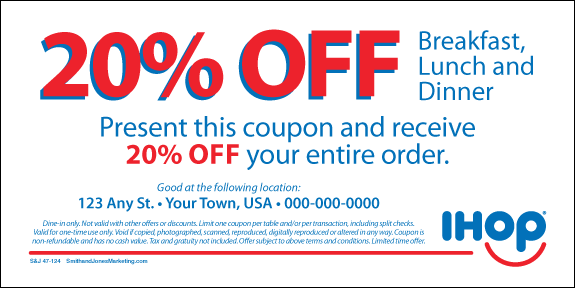 20% OFF
Breakfast,
Lunch and
Dinner
Present this coupon and receive
20% OFF your entire order.
Good at the following location:
123 Any St. • Your Town, USA • 000-000-0000
Dine-in only. Not valid with other offers or discounts. Limit one coupon per table and/or per transaction, including split checks.
Valid for one-time use only. Void if copied, photographed, scanned, reproduced, digitally reproduced or altered in any way. Coupon is
non-refundable and has no cash value. Tax and gratuity not included. Offer subject to above terms and conditions. Limited time offer.
IHOP®
S&J 47-124 SmithandJonesMarketing.com